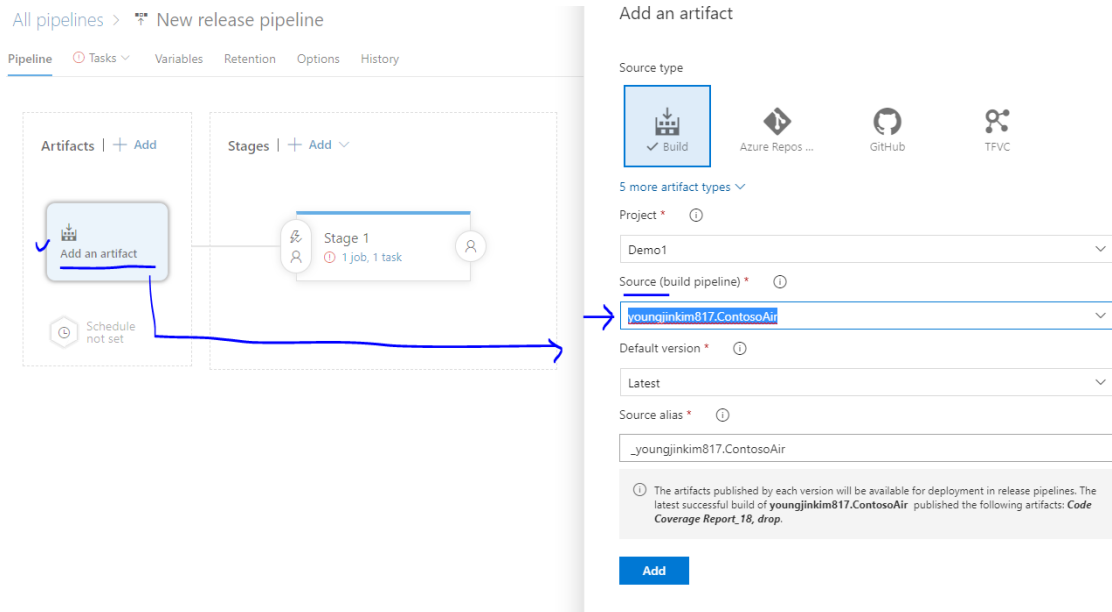 All pipelines > New release pipeline
Pipeline Tasks Variables Retention Options History
Artifacts | + Add
Stages | + Add
Add an artifact
Schedule
not set
Stage 1
1 job, 1 task
Add an artifact
Source type
Build
Azure Repos ...
GitHub
TFVC
5 more artifact types
Project *
Demo1
Source (build pipeline) *
youngjinkim817.ContosoAir
Default version *
Latest
Source alias *
_youngjinkim817.ContosoAir
The artifacts published by each version will be available for deployment in release pipelines. The
latest successful build of youngjinkim817.ContosoAir published the following artifacts: Code
Coverage Report_18, drop.
Add